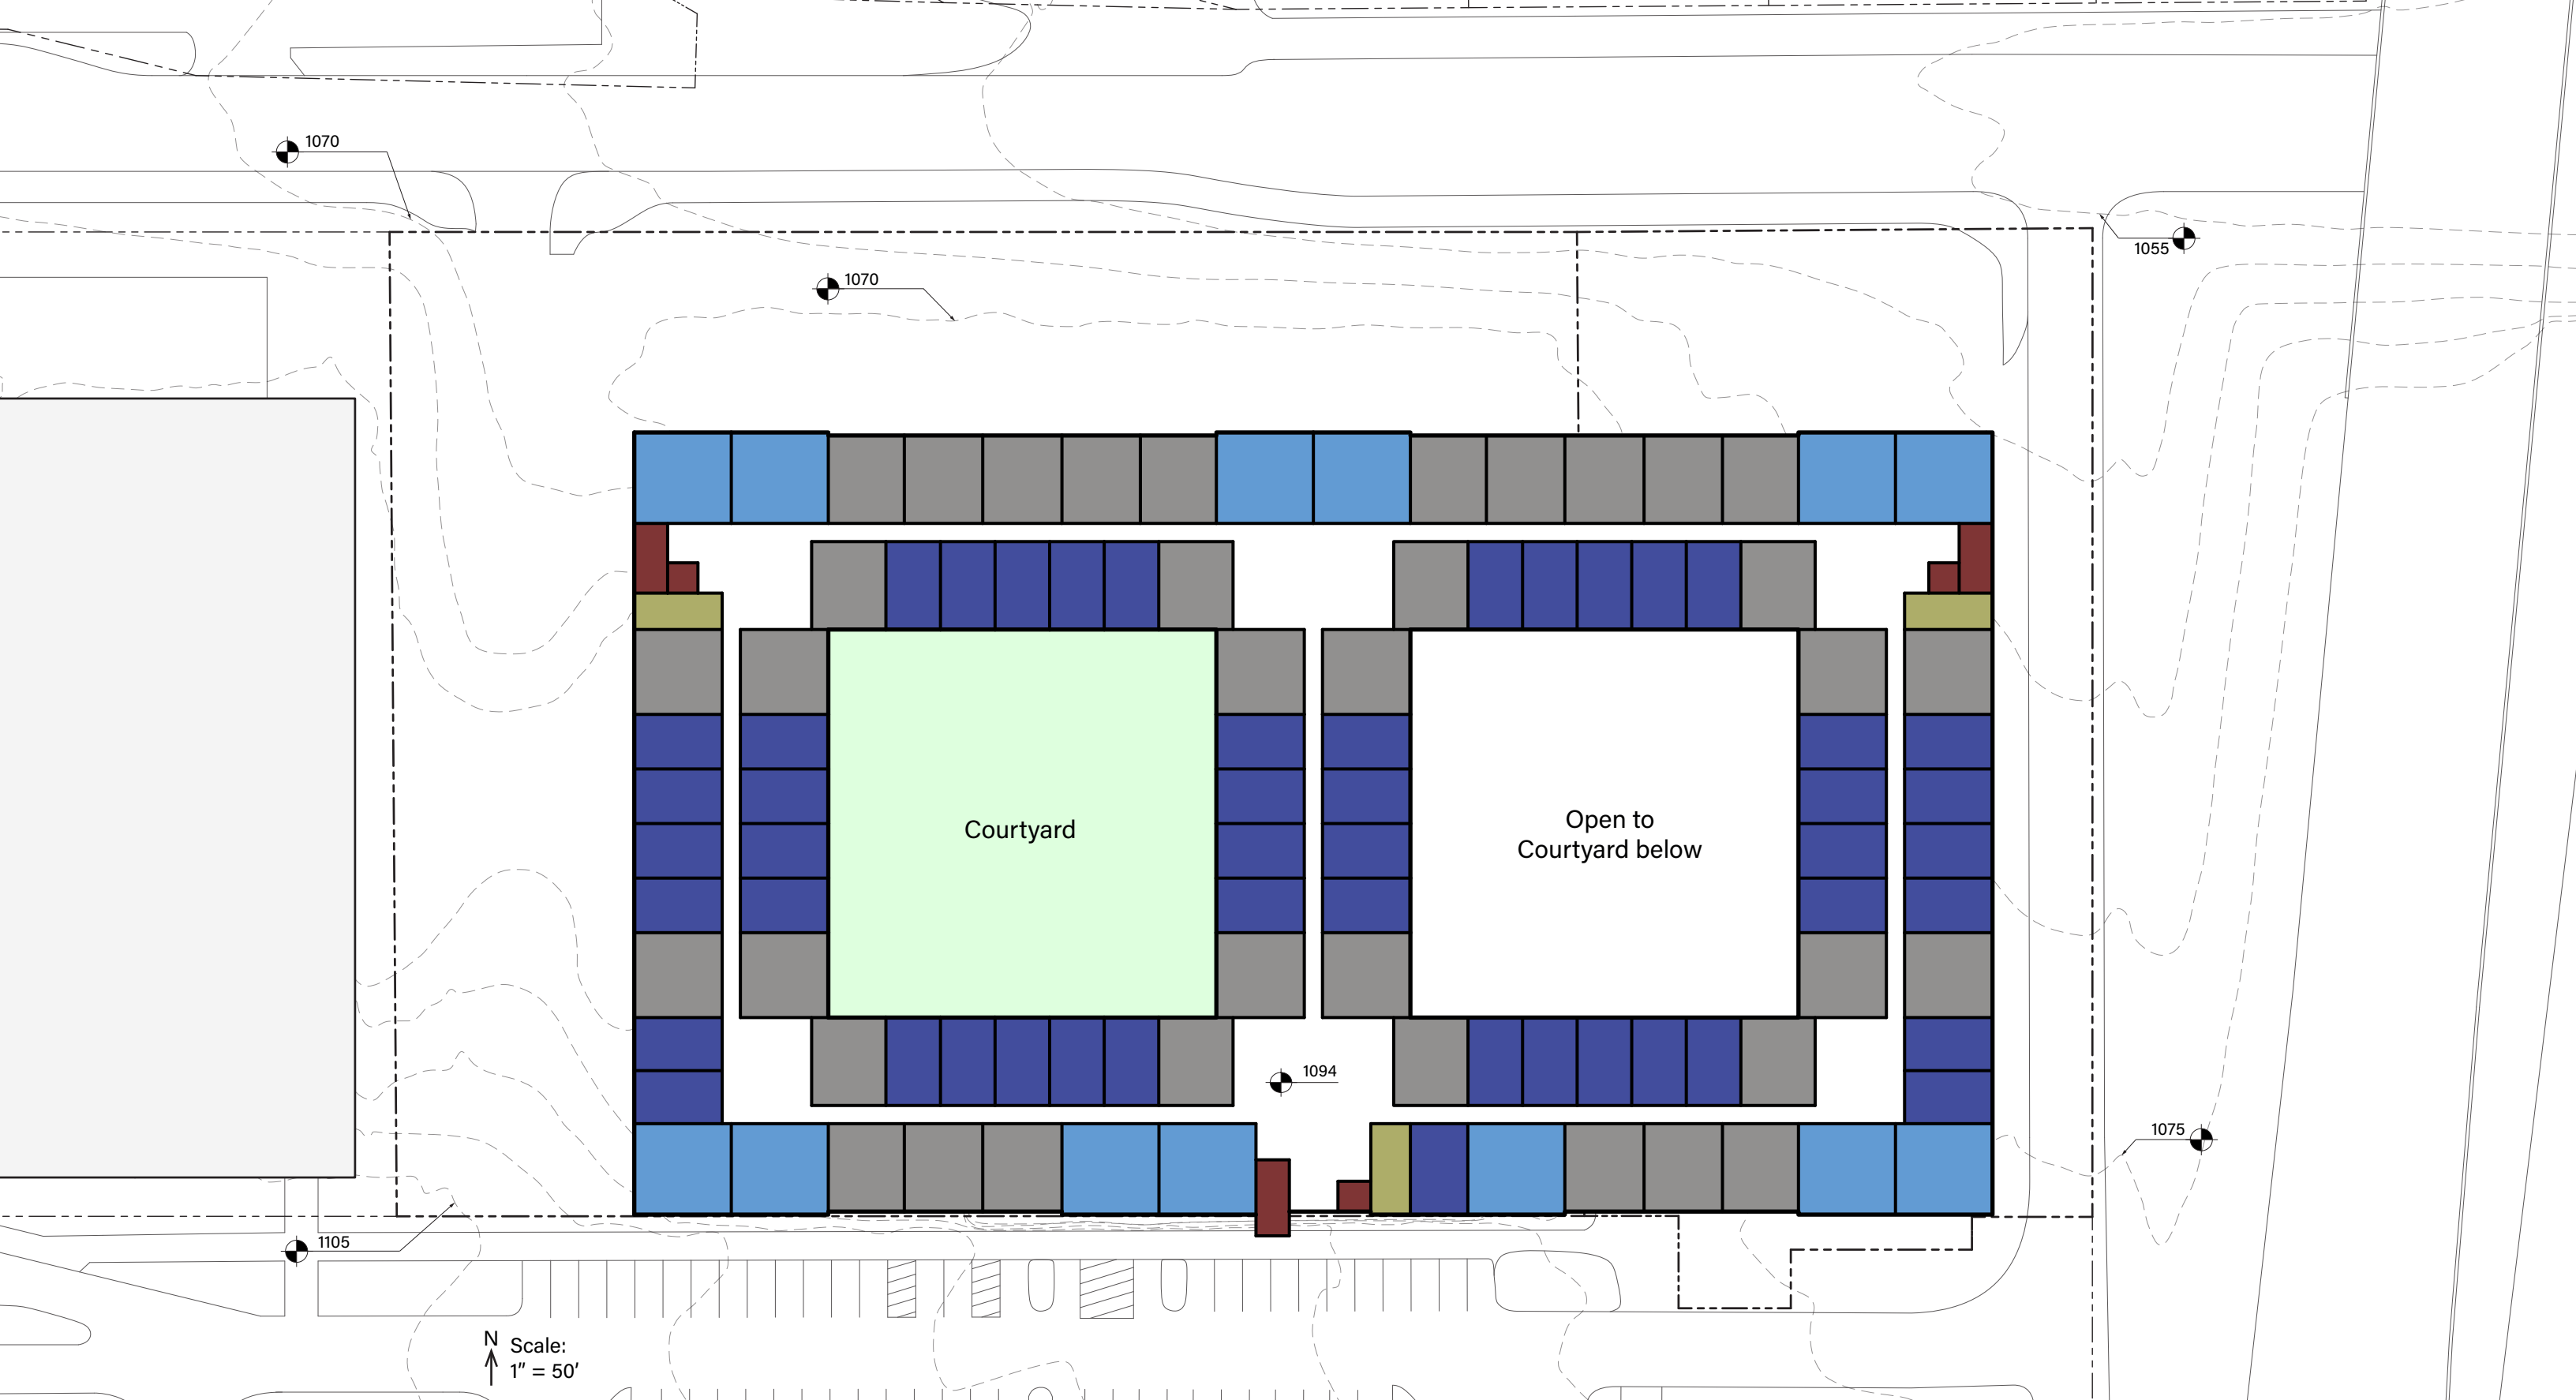 1070
1055
1070
Courtyard
Open to
Courtyard below
1094
1075
1105
N
Scale:
1” = 50’